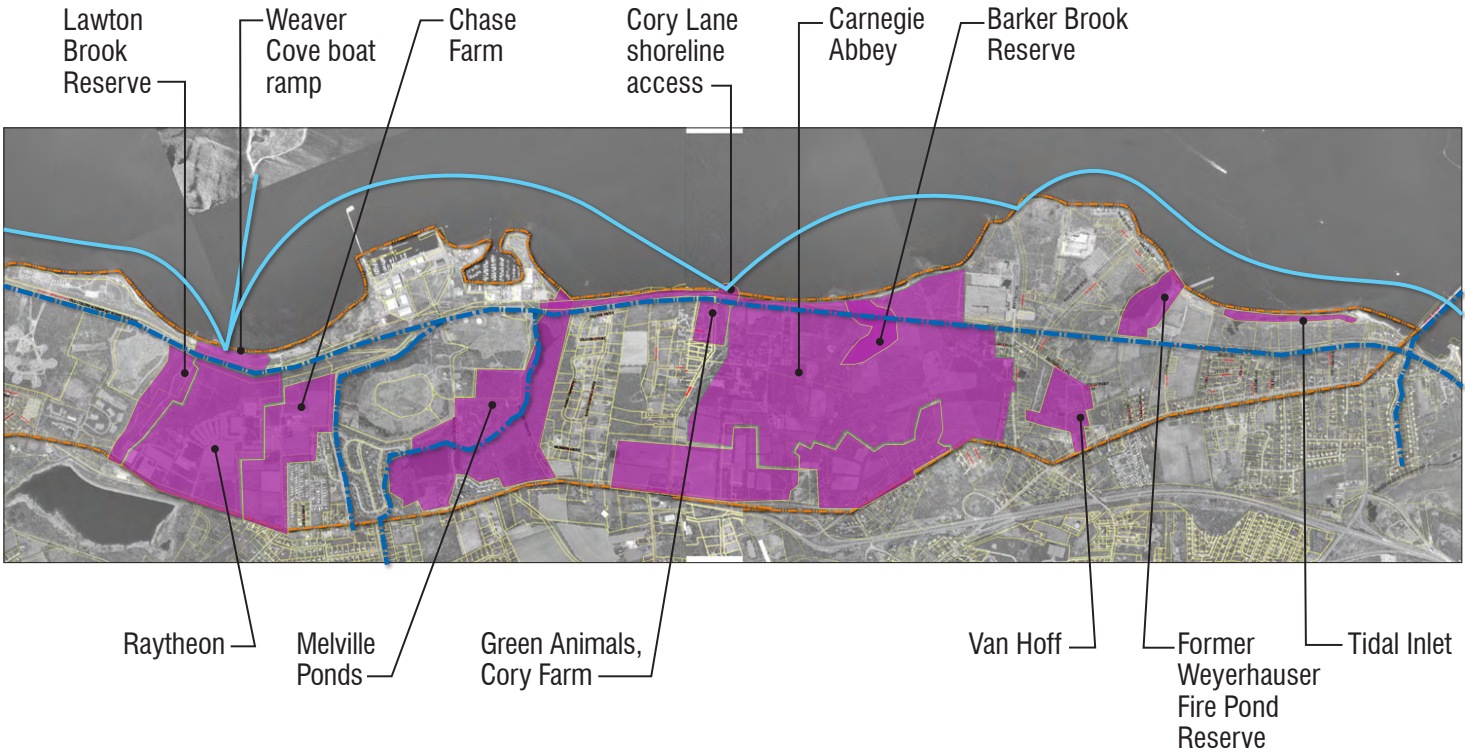 Lawton
Brook
Reserve
Weaver
Cove boat
ramp
Chase
Farm
Cory Lane
shoreline
access
Carnegie
Abbey
Barker Brook
Reserve
Raytheon
Melville
Ponds
Green Animals,
Cory Farm
Van Hoff
Former
Weyerhauser
Fire Pond
Reserve
Tidal Inlet